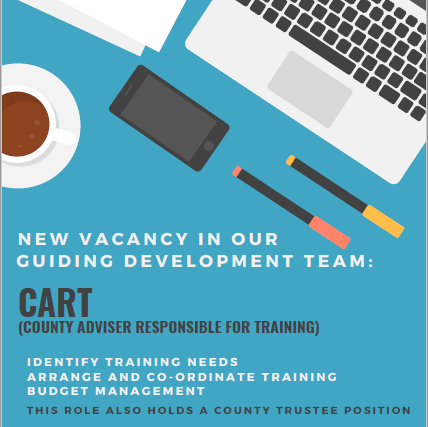 NEW VACANCY IN OUR
GUIDING DEVELOPMENT TEAM:
CART
(COUNTY ADVISER RESPONSIBLE FOR TRAINING)
IDENTIFY TRAINING NEEDS
ARRANGE AND CO-ORDINATE TRAINING
BUDGET MANAGEMENT
THIS ROLE ALSO HOLDS A COUNTY TRUSTEE POSITION